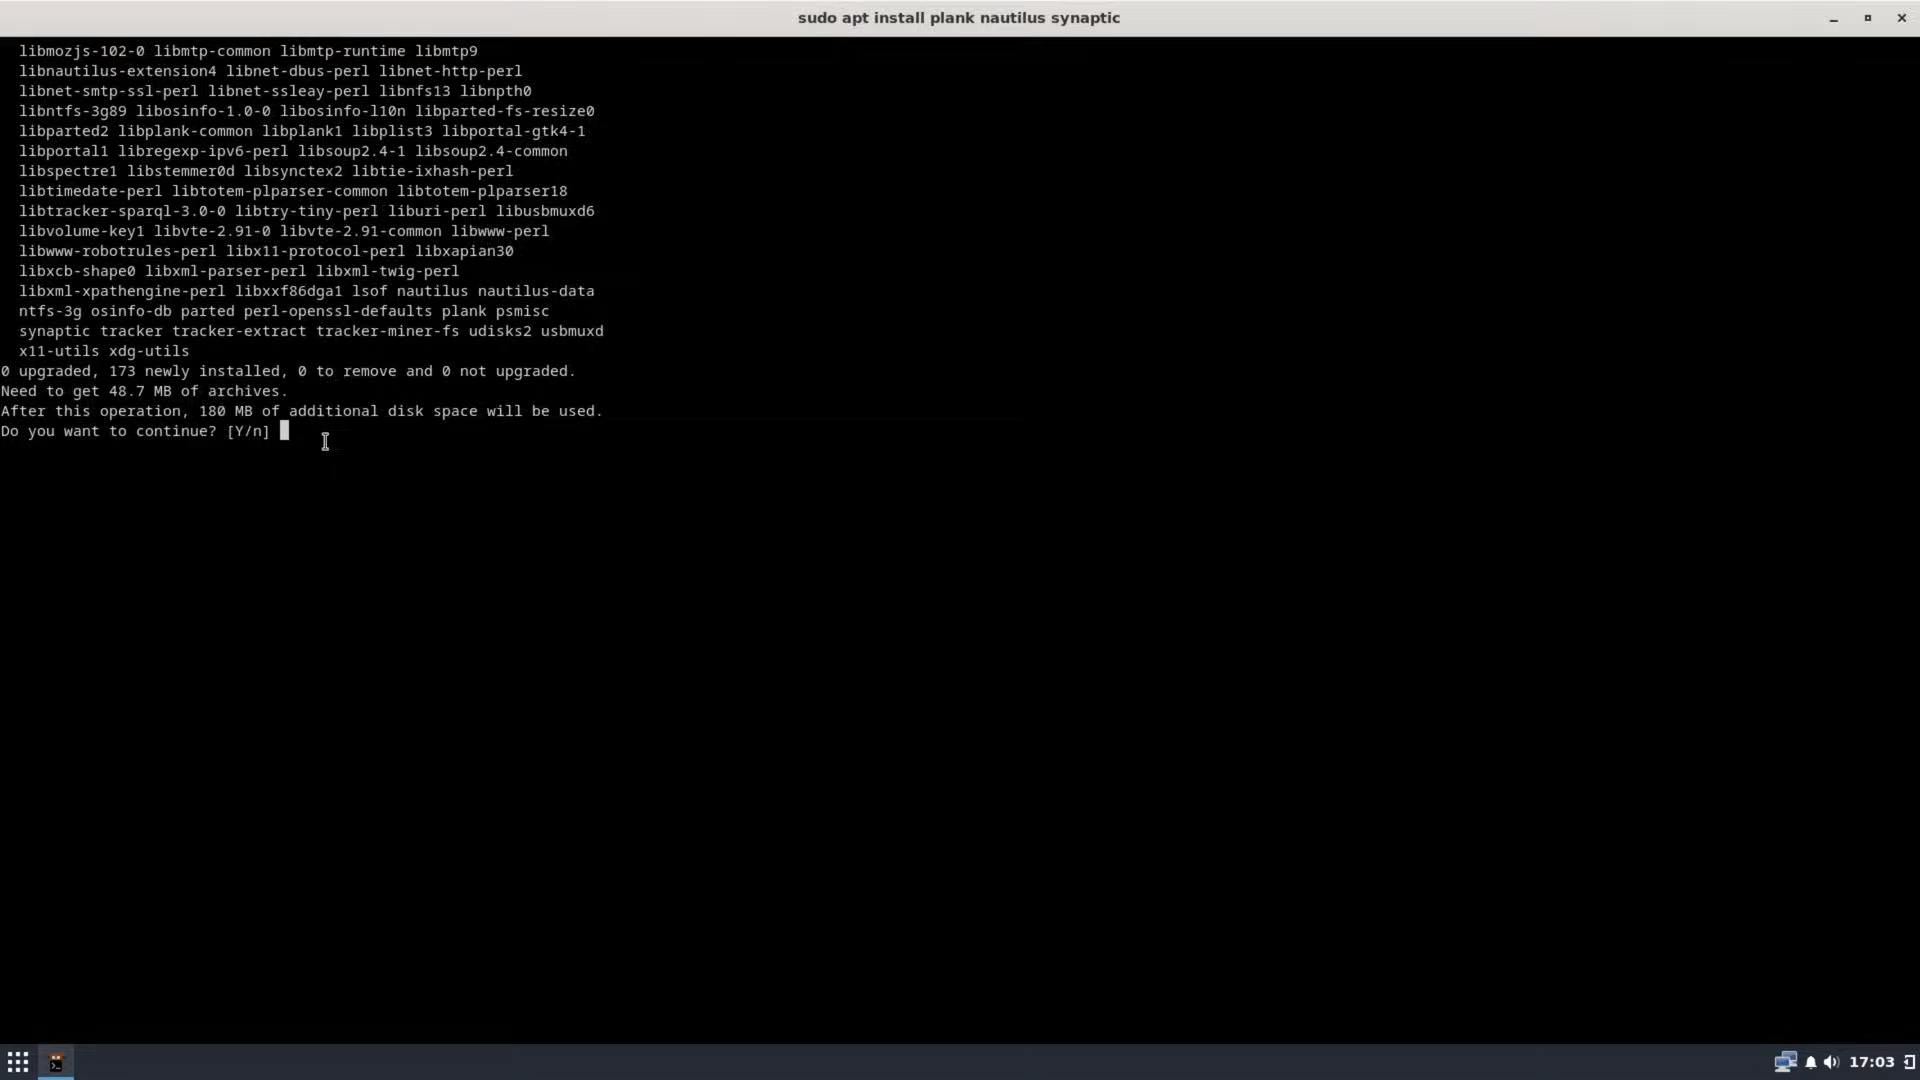 sudo apt install plank nautilus synaptic
libmozjs-102-0 libmtp-common libmtp-runtime libmtp9
libnautilus-extension4 libnet-dbus-perl libnet-http-perl
libnet-smtp-ssl-perl libnet-ssleay-perl libnfs13 libnpth0
libntfs-3g89 libosinfo-1.0-0 libosinfo-l10n libparted-fs-resize0
libparted2 libplank-common libplank1 libplist3 libportal-gtk4-1
libportal1 libregexp-ipv6-perl libsoup2.4-1 libsoup2.4-common
libspectre1 libstemmer0d libsynctex2 libtie-ixhash-perl
libtimedate-perl libtotem-plparser-common libtotem-plparser18
libtracker-sparql-3.0-0 libtry-tiny-perl liburi-perl libusbmuxd6
libvolume-key1 libvte-2.91-0 libvte-2.91-common libwww-perl
libwww-robotrules-perl libx11-protocol-perl libxapian30
libxcb-shape0 libxml-parser-perl libxml-twig-perl
libxml-xpathengine-perl libxxf86dga1 lsof nautilus nautilus-data
ntfs-3g osinfo-db parted perl-openssl-defaults plank psmisc
synaptic tracker tracker-extract tracker-miner-fs udisks2 usbmuxd
x11-utils xdg-utils
0 upgraded, 173 newly installed, 0 to remove and 0 not upgraded.
Need to get 48.7 MB of archives.
After this operation, 180 MB of additional disk space will be used.
Do you want to continue? [Y/n]
17:03